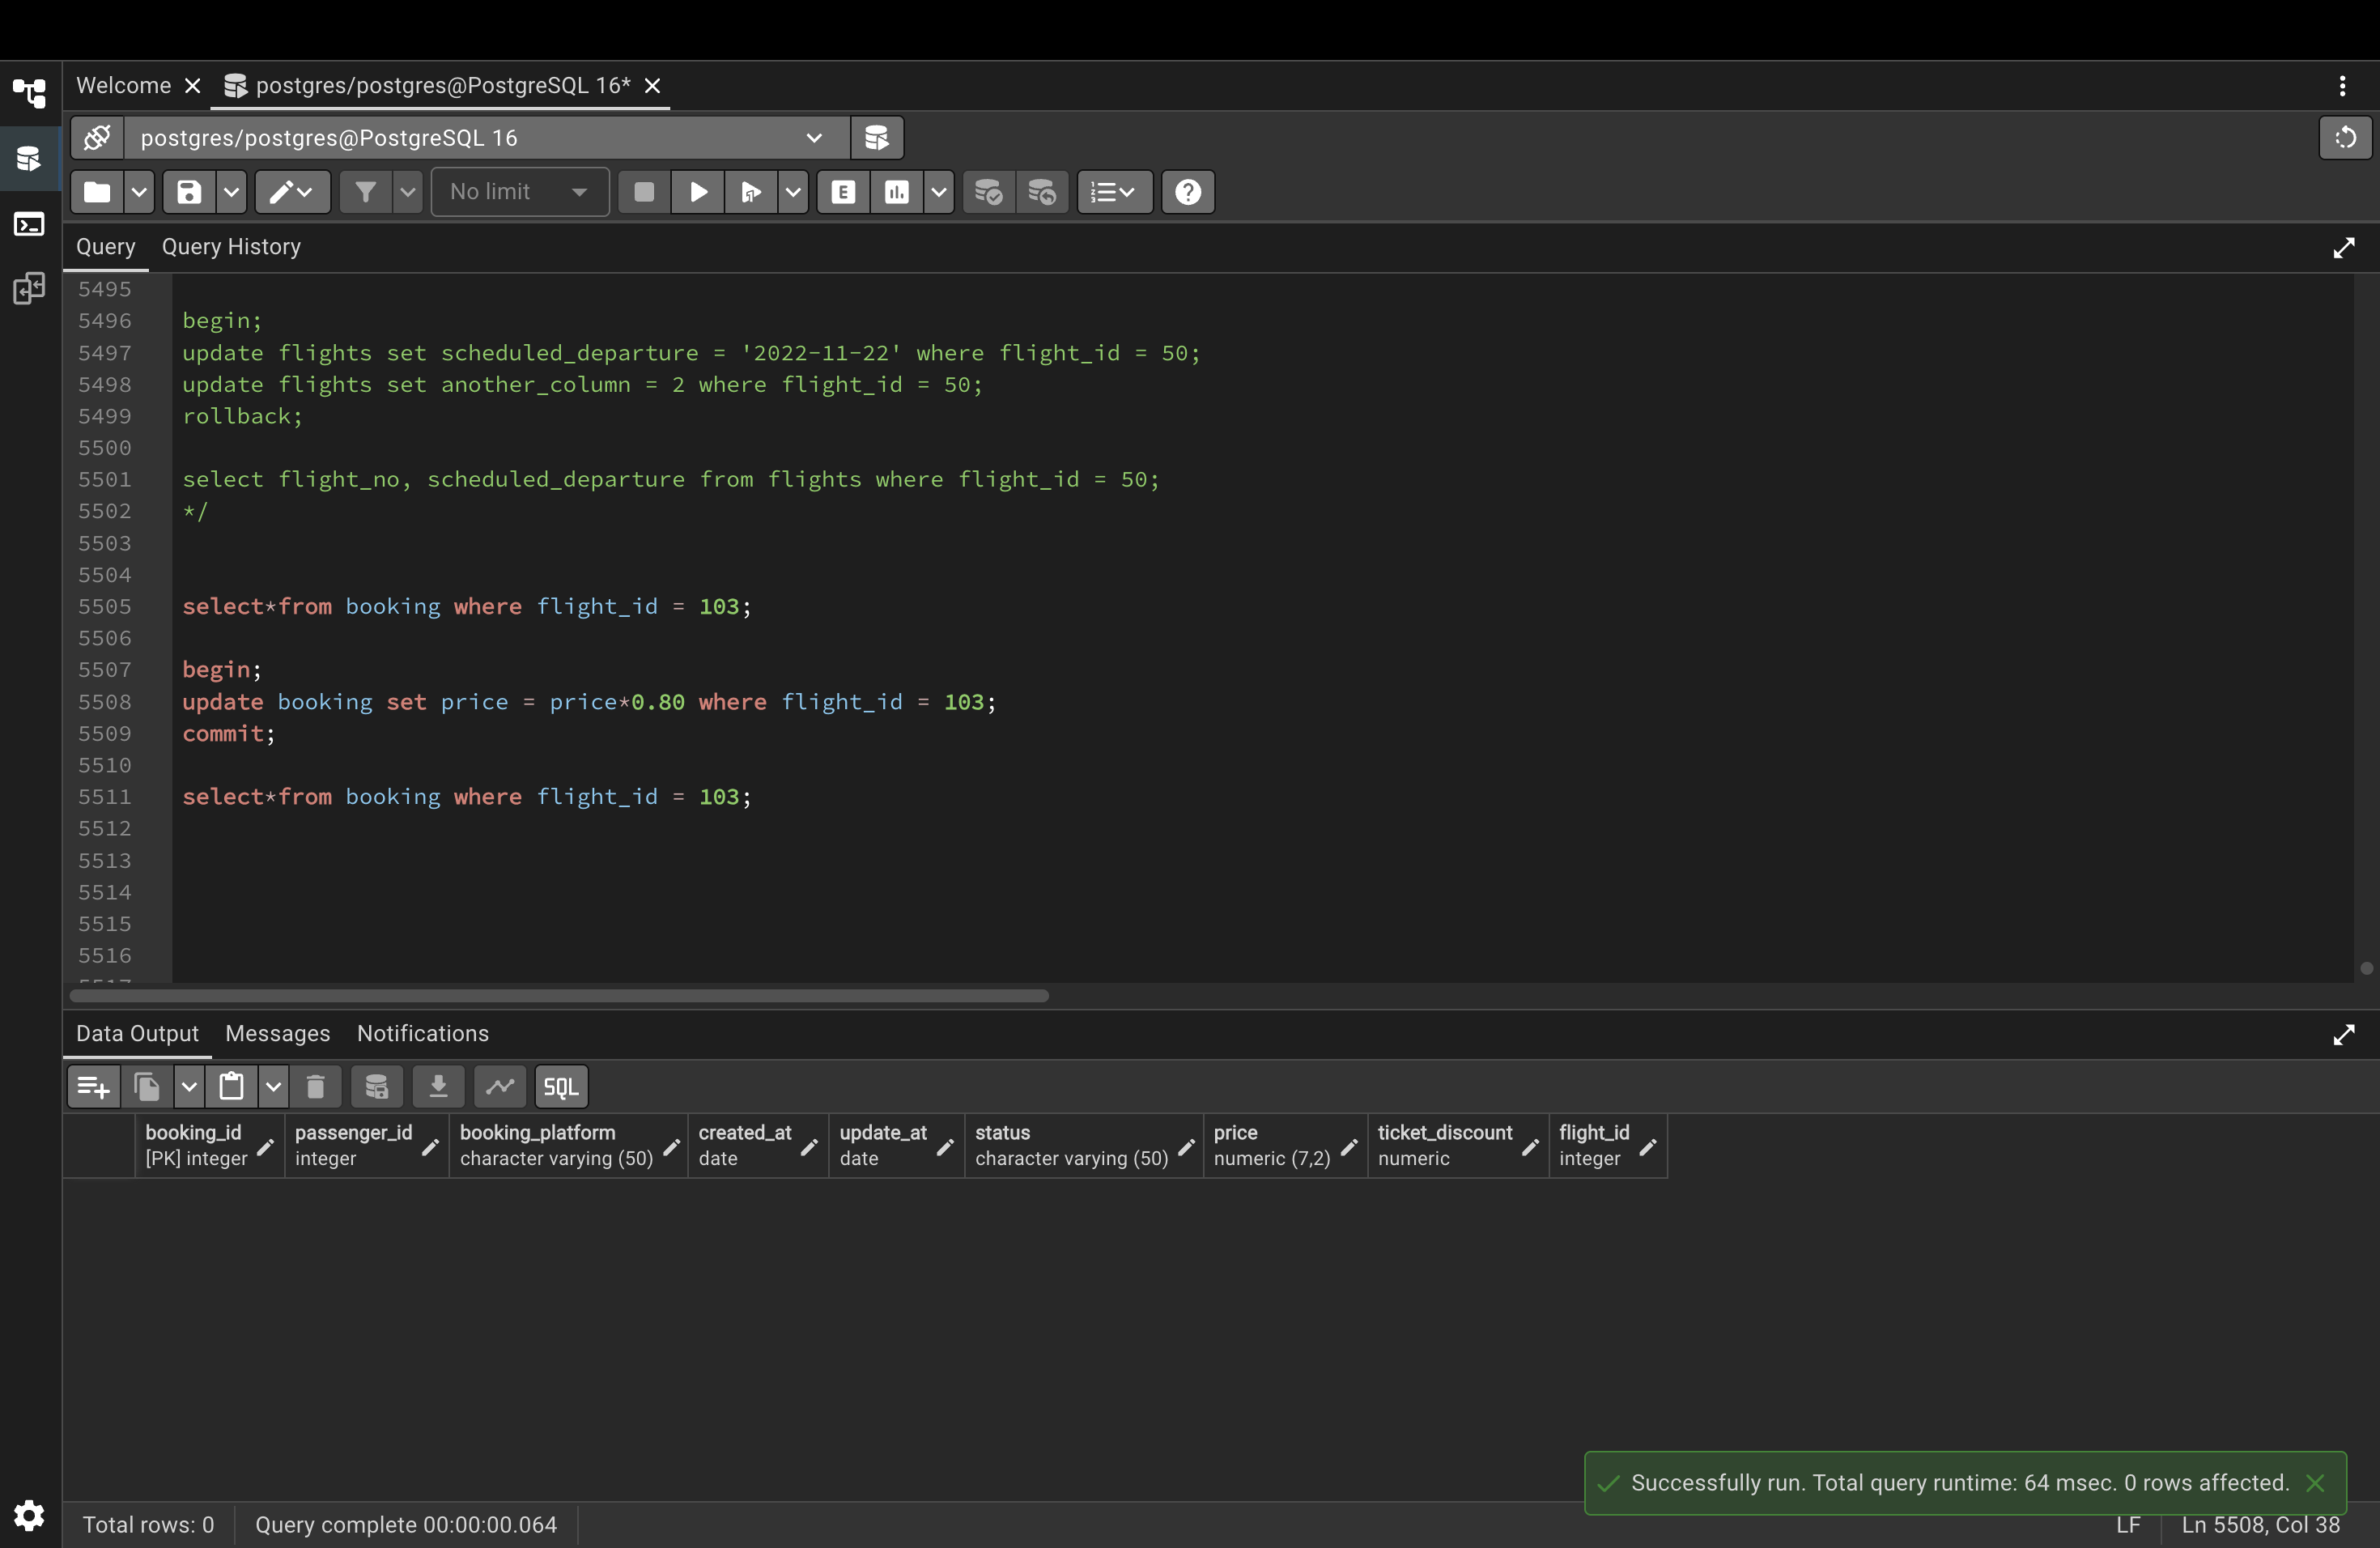 Welcome
postgres/postgres@PostgreSQL 16*
postgres/postgres@PostgreSQL 16
No limit
E
Query
Query History
5495
5496 begin;
5497 update flights set scheduled_departure = '2022-11-22' where flight_id = 50;
5498 update flights set another_column = 2 where flight_id = 50;
5499 rollback;
5500
5501 select flight_no, scheduled_departure from flights where flight_id = 50;
5502 */
5503
5504
5505 select*from booking where flight_id = 103;
5506
5507 begin;
5508 update booking set price = price*0.80 where flight_id = 103;
5509 commit;
5510
5511 select*from booking where flight_id = 103;
5512
5513
5514
5515
5516
Data Output
Messages
Notifications
SQL
booking_id
[PK] integer
passenger_id
integer
booking_platform
character varying (50)
created_at
date
update_at
date
status
character varying (50)
price
numeric (7,2)
ticket_discount
numeric
flight_id
integer
Successfully run. Total query runtime: 64 msec. 0 rows affected.
Total rows: 0
Query complete 00:00:00.064
LF
Ln 5508, Col 38